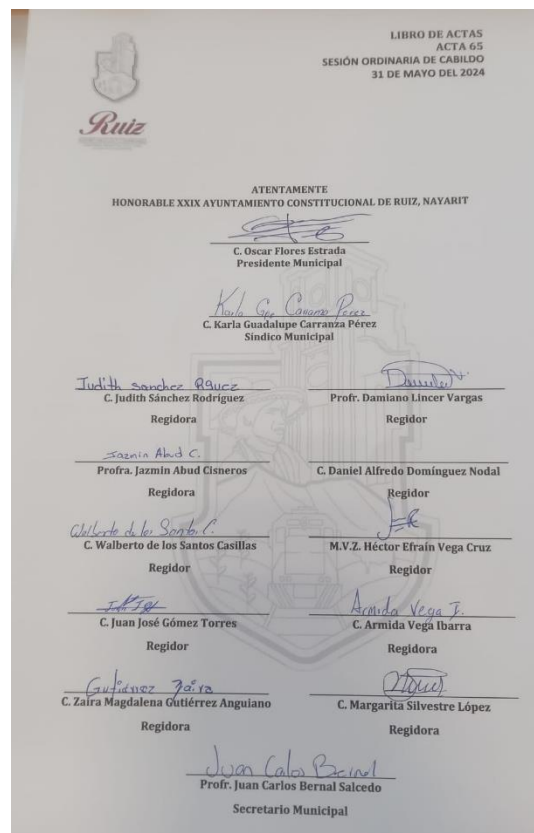 LIBRO DE ACTAS
ACTA 65
SESIÓN ORDINARIA DE CABILDO
31 DE MAYO DEL 2024
Ruiz
ATENTAMENTE
HONORABLE XXIX AYUNTAMIENTO CONSTITUCIONAL DE RUIZ, NAYARIT
C. Oscar Flores Estrada
Presidente Municipal
Karla Gpe Perez
C. Karla Guadalupe Carranza Pérez
Síndico Municipal
Judith sanchez Rguez
C. Judith Sánchez Rodríguez
Regidora
Profr. Damiano Lincer Vargas
Regidor
Jazmin Abud C.
Profra. Jazmin Abud Cisneros
Regidora
C. Daniel Alfredo Domínguez Nodal
Regidor
Walberto de los Santos C.
C. Walberto de los Santos Casillas
Regidor
M.V.Z. Héctor Efraín Vega Cruz
Regidor
C. Juan José Gómez Torres
Regidor
Armida Vega I.
C. Armida Vega Ibarra
Regidora
Gutiérrez Zaira
C. Zaira Magdalena Gutiérrez Anguiano
Regidora
C. Margarita Silvestre López
Regidora
Juan Calos Bernal
Profr. Juan Carlos Bernal Salcedo
Secretario Municipal